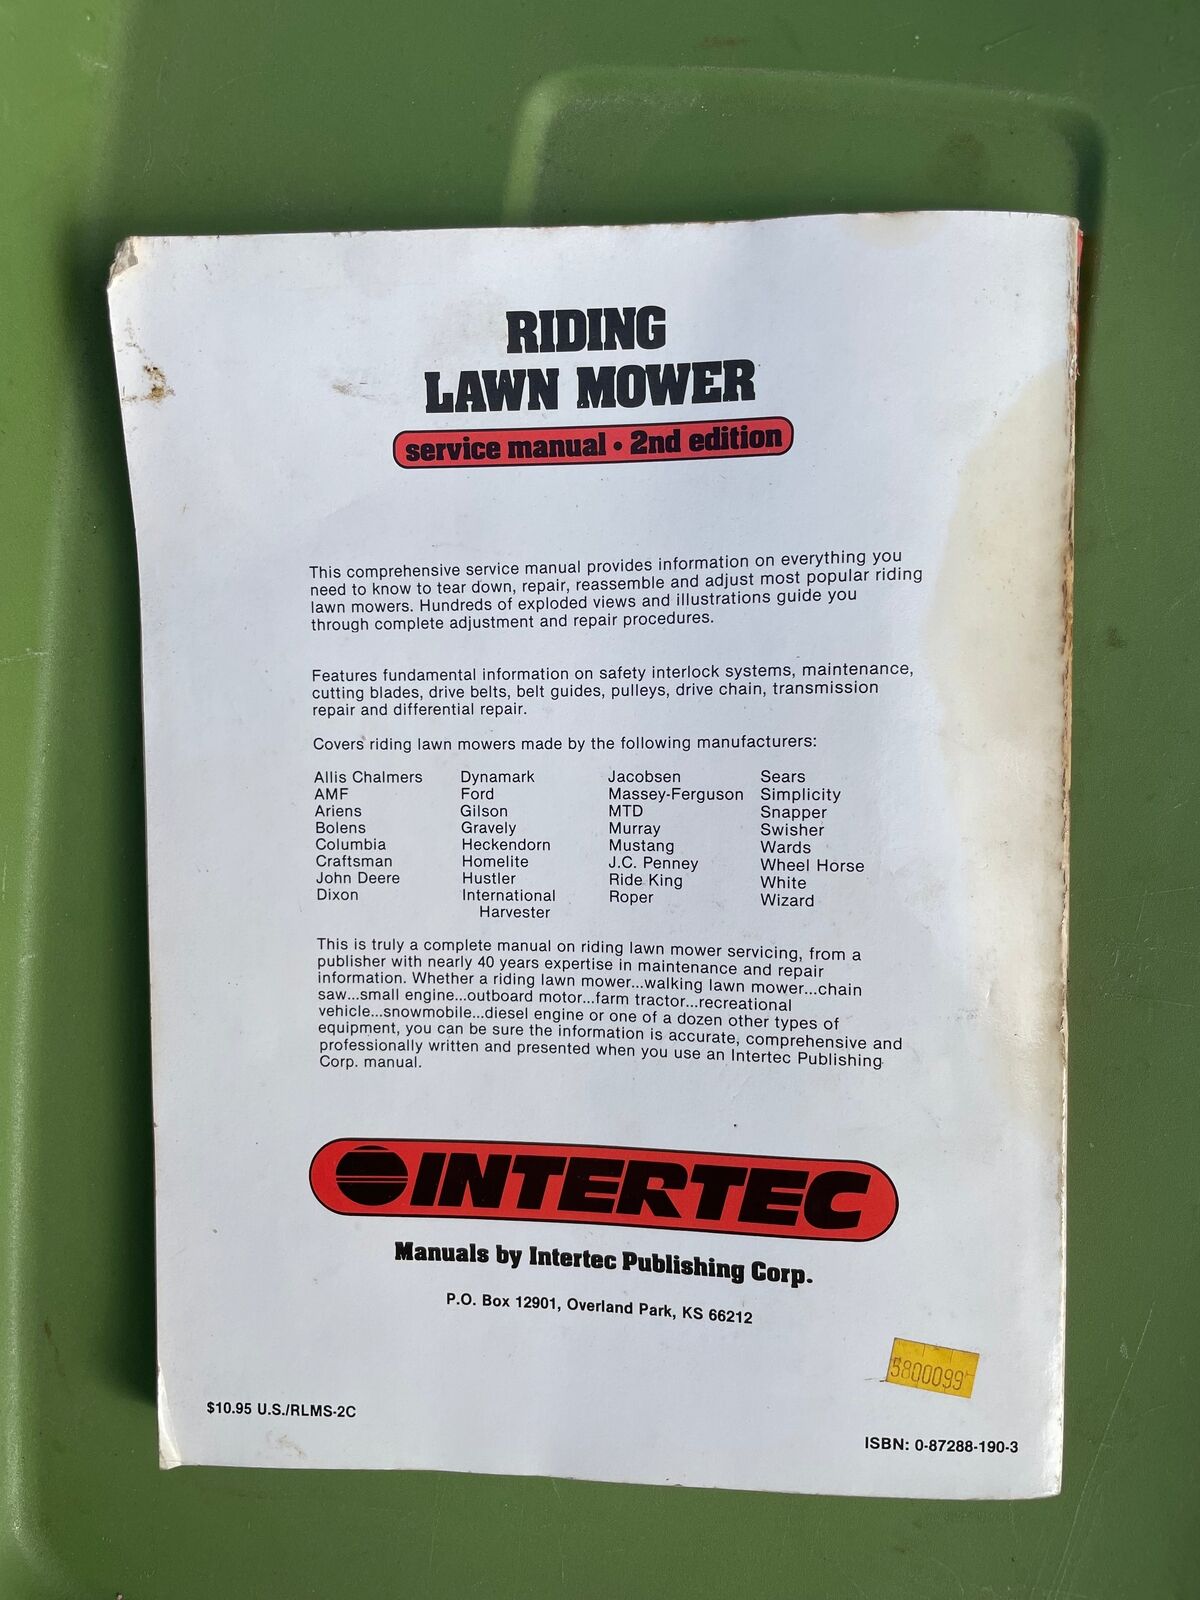 RIDING
LAWN MOWER
service manual • 2nd edition
This comprehensive service manual provides information on everything you
need to know to tear down, repair, reassemble and adjust most popular riding
lawn mowers. Hundreds of exploded views and illustrations guide you
through complete adjustment and repair procedures.
Features fundamental information on safety interlock systems, maintenance,
cutting blades, drive belts, belt guides, pulleys, drive chain, transmission
repair and differential repair.
Covers riding lawn mowers made by the following manufacturers:
Allis Chalmers
AMF
Ariens
Bolens
Columbia
Craftsman
John Deere
Dixon
Dynamark
Ford
Gilson
Gravely
Heckendorn
Homelite
Hustler
International
Harvester
Jacobsen
Massey-Ferguson
MTD
Murray
Mustang
J.C. Penney
Ride King
Roper
Sears
Simplicity
Snapper
Swisher
Wards
Wheel Horse
White
Wizard
This is truly a complete manual on riding lawn mower servicing, from a
publisher with nearly 40 years expertise in maintenance and repair
information. Whether a riding lawn mower...walking lawn mower...chain
saw...small engine...outboard motor...farm tractor...recreational
vehicle...snowmobile...diesel engine or one of a dozen other types of
equipment, you can be sure the information is accurate, comprehensive and
professionally written and presented when you use an Intertec Publishing
Corp. manual.
INTERTEC
Manuals by Intertec Publishing Corp.
P.O. Box 12901, Overland Park, KS 66212
5800099
$10.95 U.S./RLMS-2C
ISBN: 0-87288-190-3